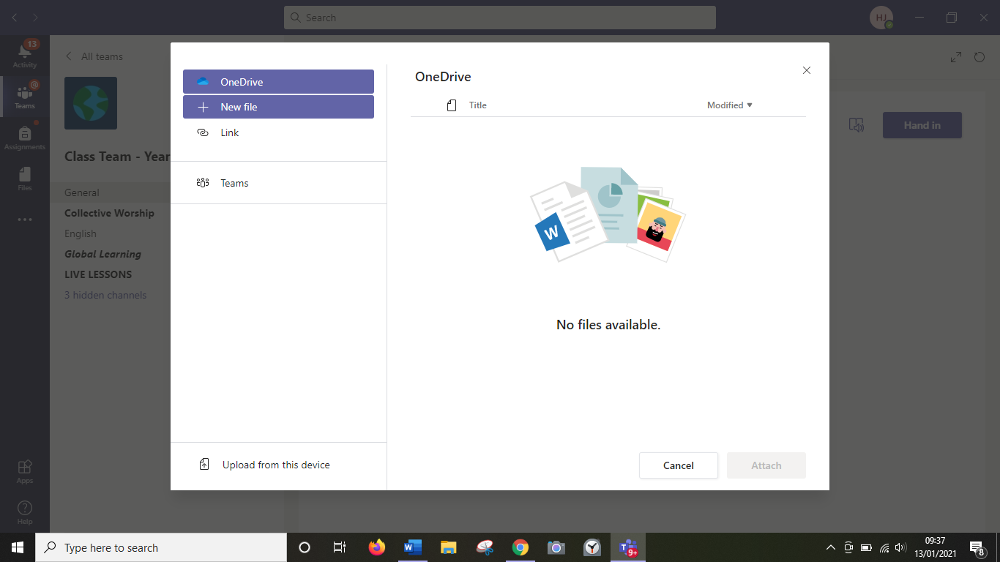 Search
HJ
13
Activity
@
Teams
Assignments
Files
Apps
Help
All teams
Class Team - Year
General
Collective Worship
English
Global Learning
LIVE LESSONS
3 hidden channels
OneDrive
New file
Link
Teams
Upload from this device
OneDrive
Title
Modified
W
No files available.
Cancel
Attach
Hand in
Type here to search
W
T
9+
09:37
13/01/2021
8